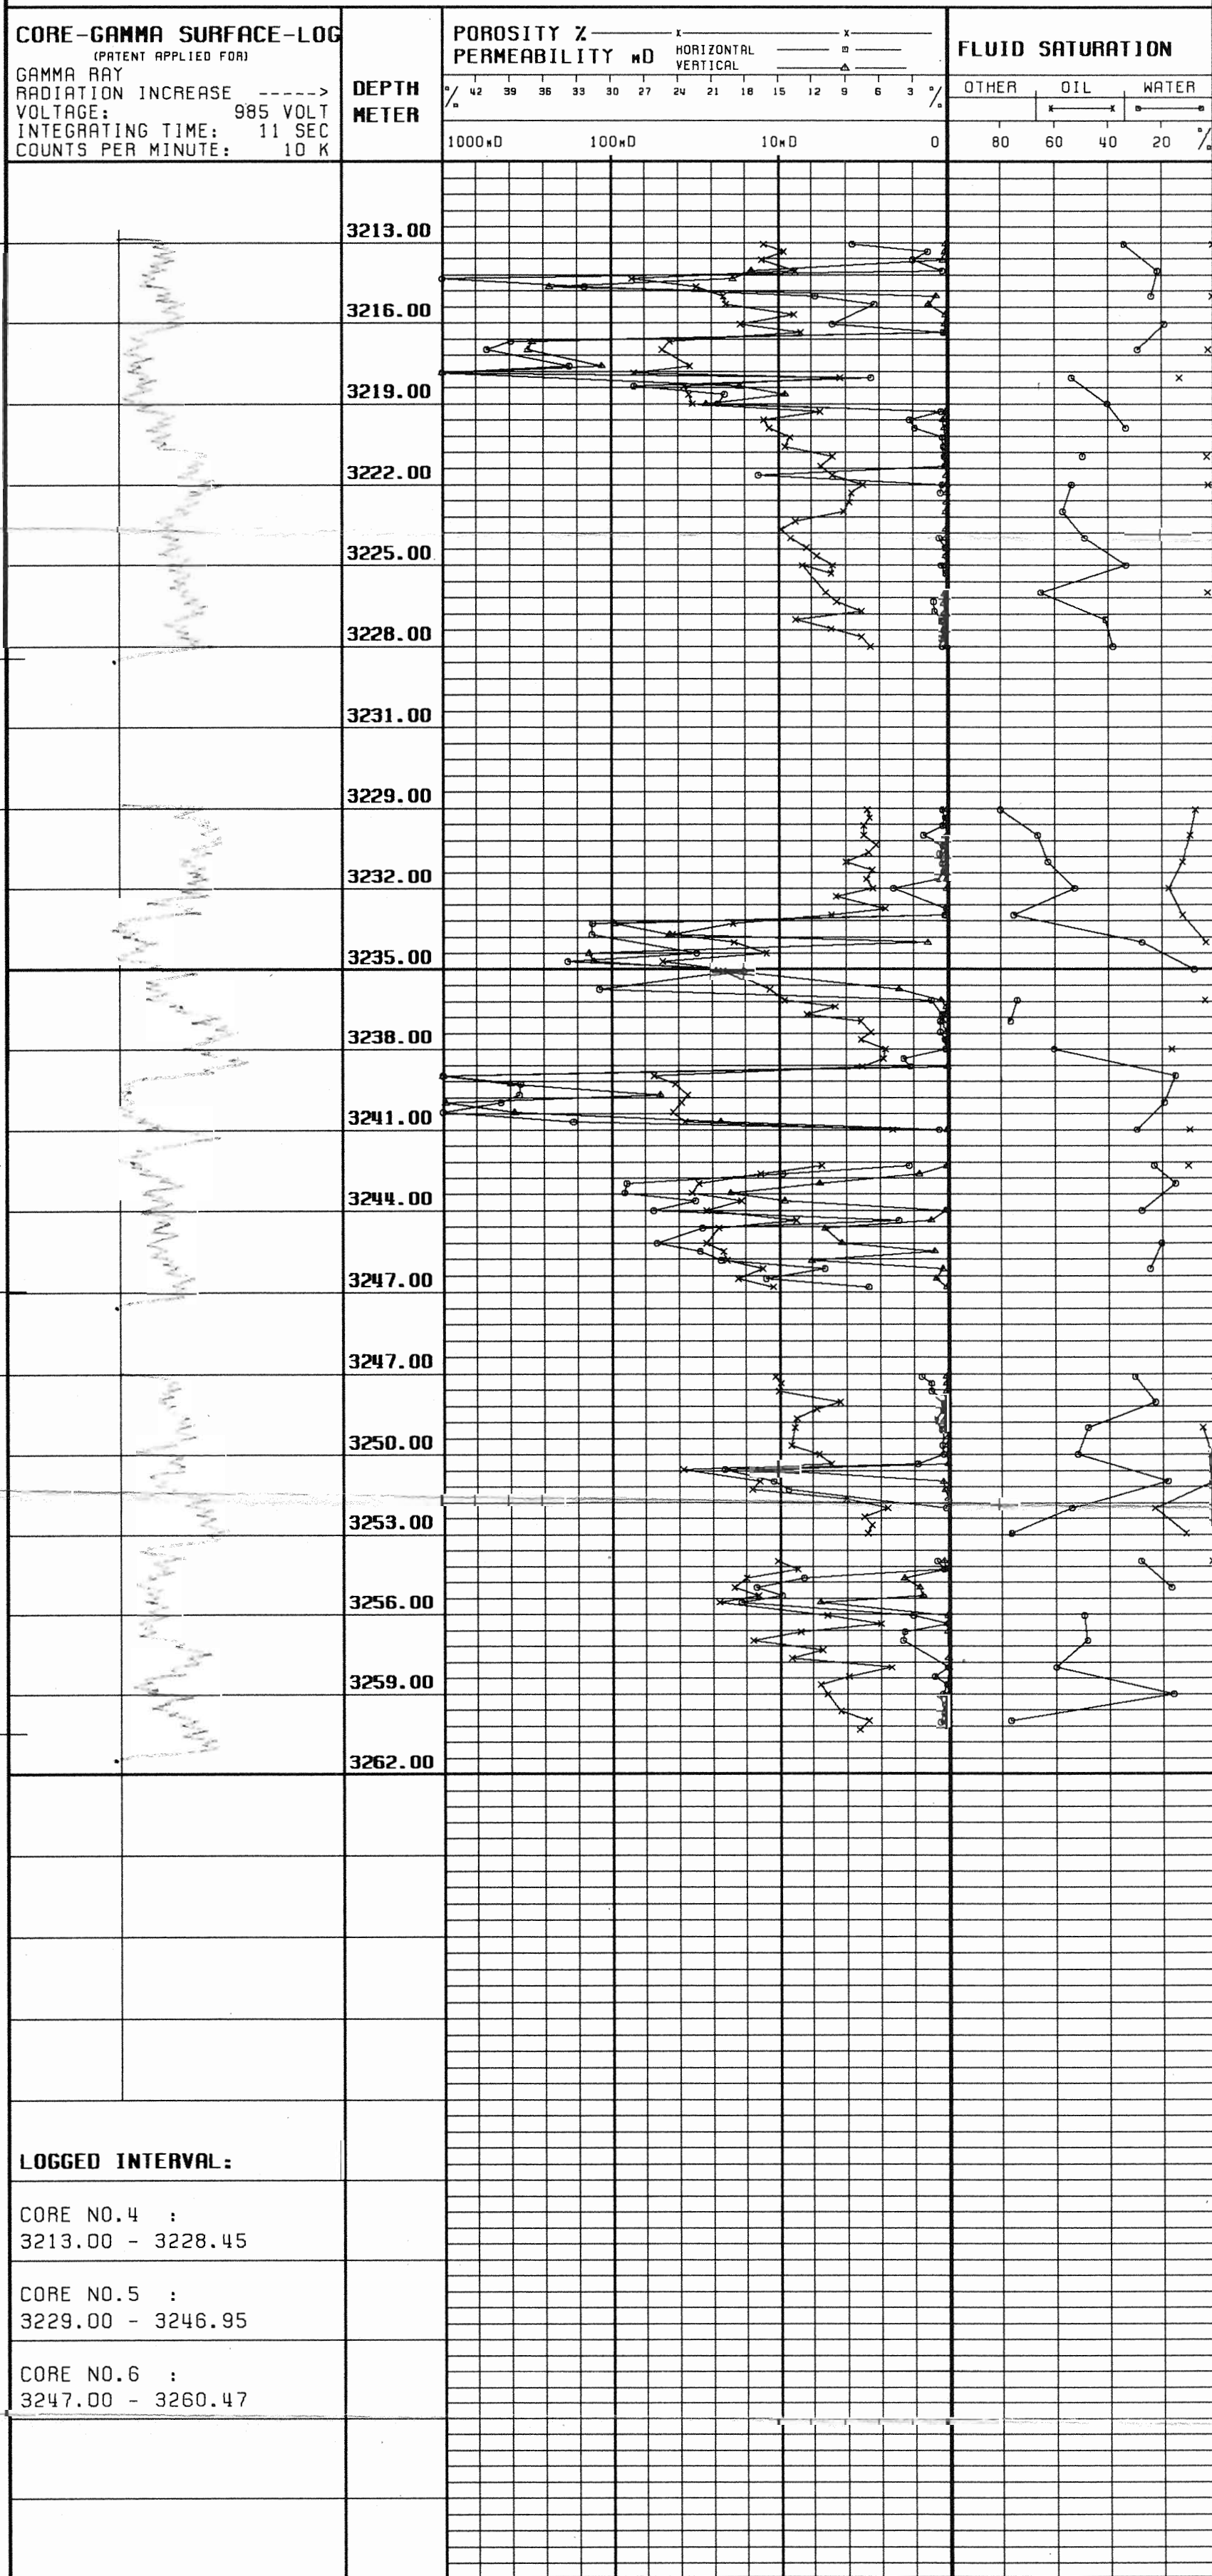 CORE-GAMMA SURFACE-LOG
(PATENT APPLIED FOR)
GAMMA RAY
RADIATION INCREASE ----->
VOLTAGE: 985 VOLT
INTEGRATING TIME: 11 SEC
COUNTS PER MINUTE: 10 K
DEPTH
METER
POROSITY %
PERMEABILITY MD
HORIZONTAL
VERTICAL
% 42 39 36 33 30 27 24 21 18 15 12 9 6 3 %
1000MD 100MD 10MD 0
FLUID SATURATION
OTHER OIL WATER
80 60 40 20 %
3213.00
3216.00
3219.00
3222.00
3225.00
3228.00
3231.00
3229.00
3232.00
3235.00
3238.00
3241.00
3244.00
3247.00
3247.00
3250.00
3253.00
3256.00
3259.00
3262.00
LOGGED INTERVAL:
CORE NO.4 :
3213.00 - 3228.45
CORE NO.5 :
3229.00 - 3246.95
CORE NO.6 :
3247.00 - 3260.47